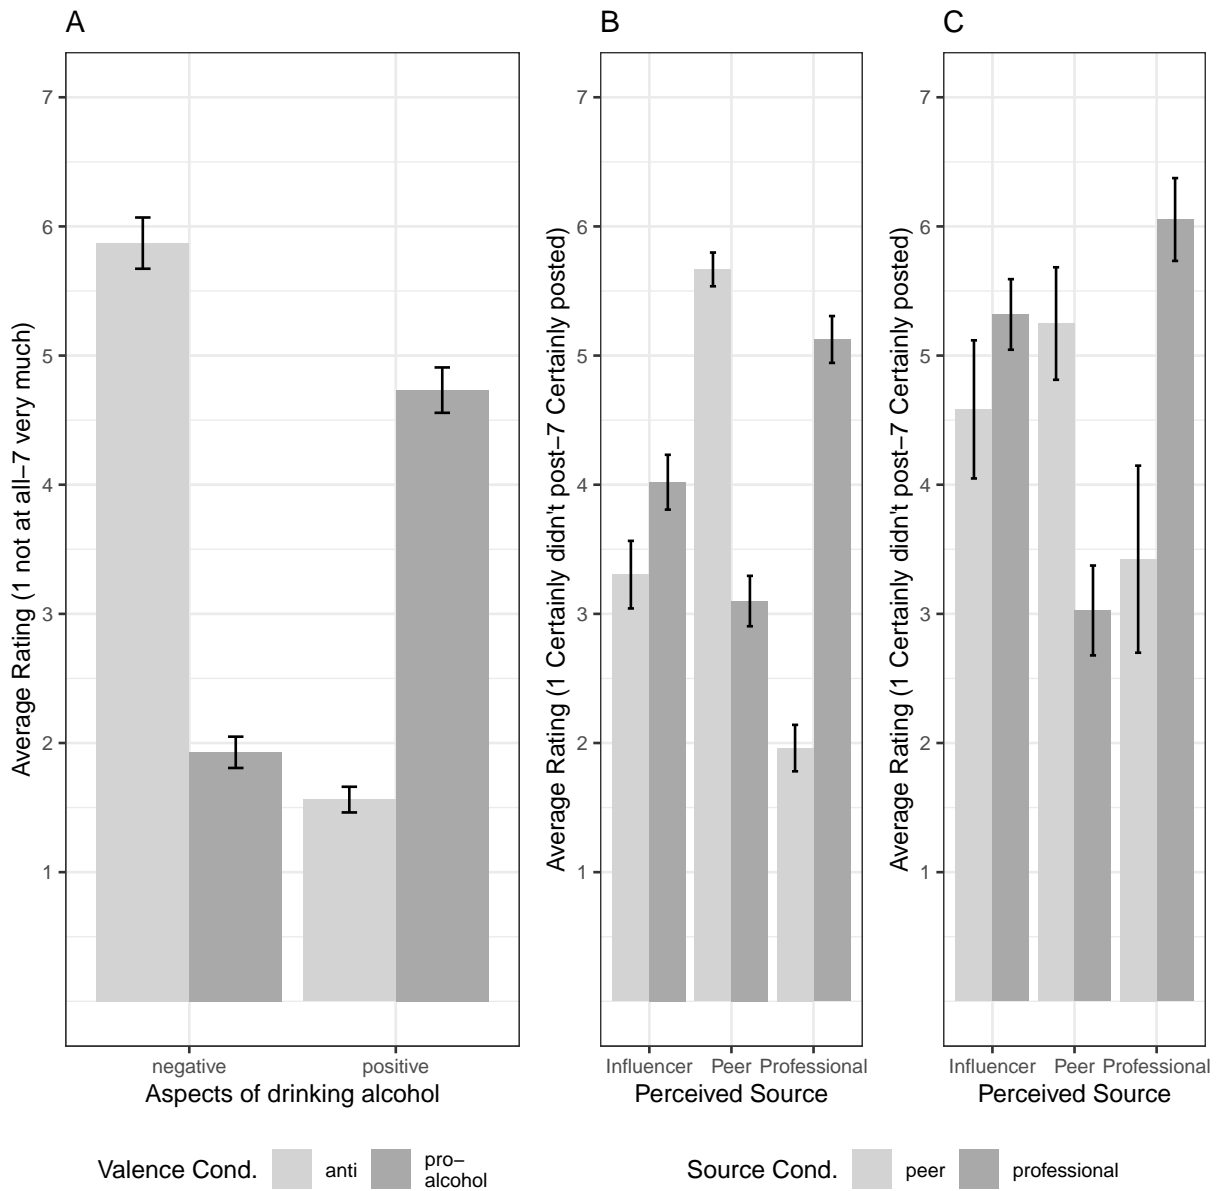 A
B
C
Average Rating (1 not at all–7 very much)
7
6
5
4
3
2
1
negative
positive
Aspects of drinking alcohol
Average Rating (1 Certainly didn't post–7 Certainly posted)
7
6
5
4
3
2
1
Influencer
Peer
Professional
Perceived Source
Average Rating (1 Certainly didn't post–7 Certainly posted)
7
6
5
4
3
2
1
Influencer
Peer
Professional
Perceived Source
Valence Cond.
anti
pro–
alcohol
Source Cond.
peer
professional